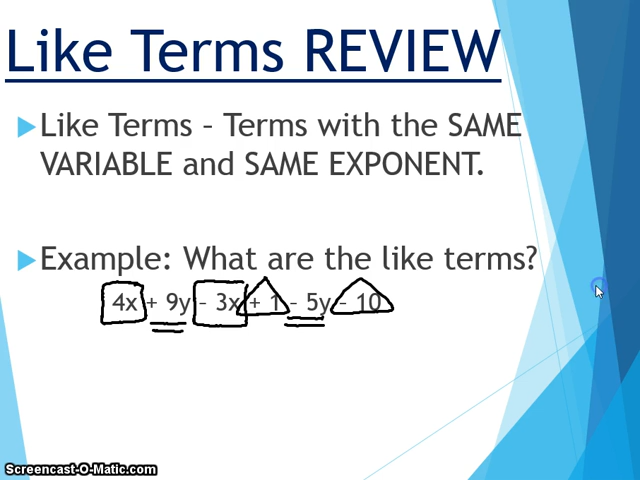 Like Terms REVIEW
Like Terms – Terms with the SAME
VARIABLE and SAME EXPONENT.
Example: What are the like terms?
4x + 9y – 3x + 1 – 5y – 10
Screencast-O-Matic.com